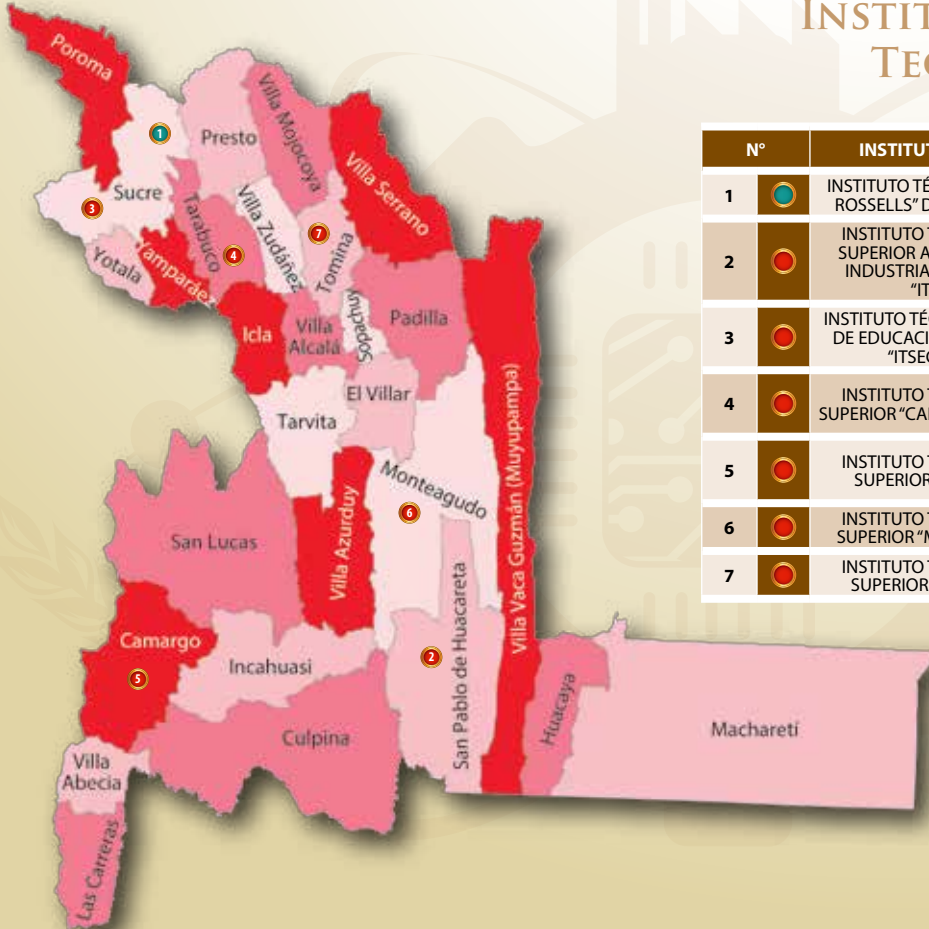 INSTIT
TEC
Poroma
1
Presto
Villa Mojocoya
Villa Serrano
Sucre
3
Tarabuco
4
Villa Zudáñez
7
Tomina
Yotala
Yamparáez
Icla
Villa
Alcalá
Sopachuy
Padilla
El Villar
Tarvita
Monteagudo
6
Villa Vaca Guzmán (Muyupampa)
San Lucas
Villa Azurduy
San Pablo de Huacareta
2
Camargo
5
Incahuasi
Culpina
Huacaya
Machareti
Villa
Abecia
Las Carreras
N° INSTITUT
1 INSTITUTO TÉ
ROSSELLS" D
2 INSTITUTO T
SUPERIOR A
INDUSTRIA
"IT
3 INSTITUTO TÉC
DE EDUCACI
"ITSEC
4 INSTITUTO T
SUPERIOR "CA
5 INSTITUTO T
SUPERIOR
6 INSTITUTO T
SUPERIOR "M
7 INSTITUTO T
SUPERIOR